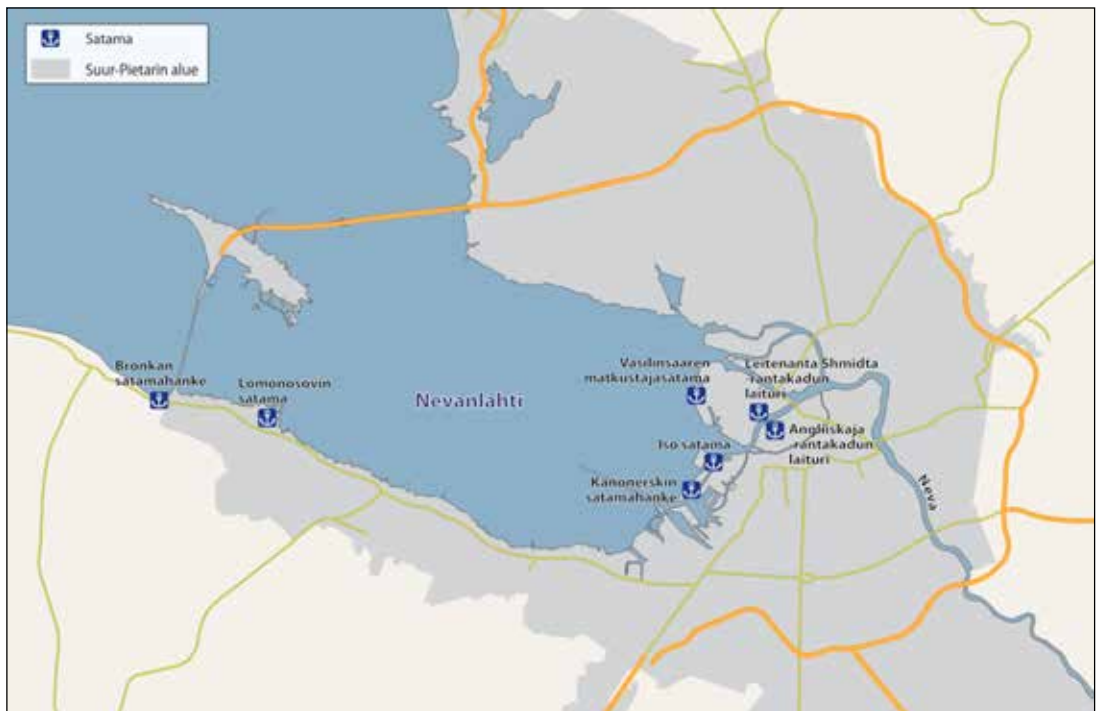 Satama
Suur-Pietarin alue
Bronkan
satamahanke
Lomonosovin
satama
Nevanlahti
Vasilinsaaren
matkustajasatama
Leitenanta Shmidta
-rantakadun
laituri
Angliiskaja
-rantakadun
laituri
Iso satama
Kanonerskin
satamahanke
Neva